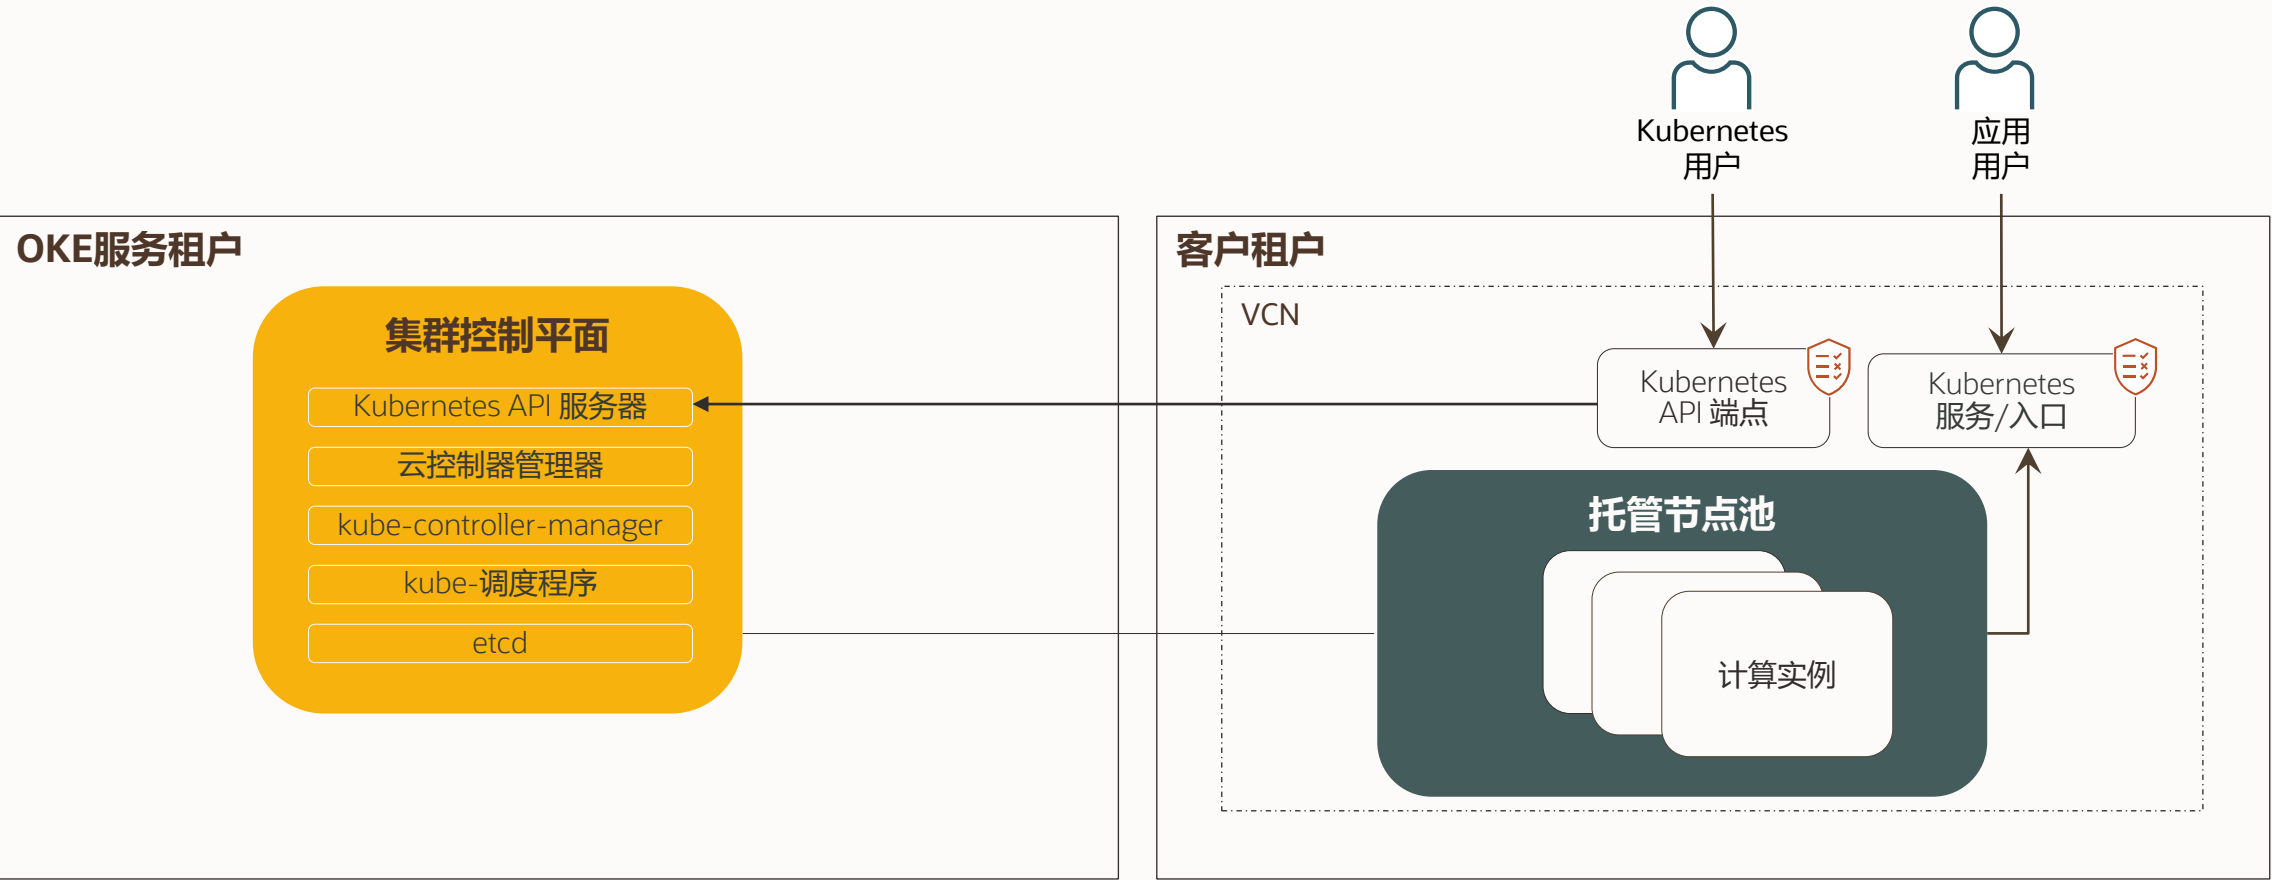 Kubernetes
用户
应用
用户
OKE服务租户
集群控制平面
Kubernetes API 服务器
云控制器管理器
kube-controller-manager
kube-调度程序
etcd
客户租户
VCN
Kubernetes
API 端点
Kubernetes
服务/入口
托管节点池
计算实例